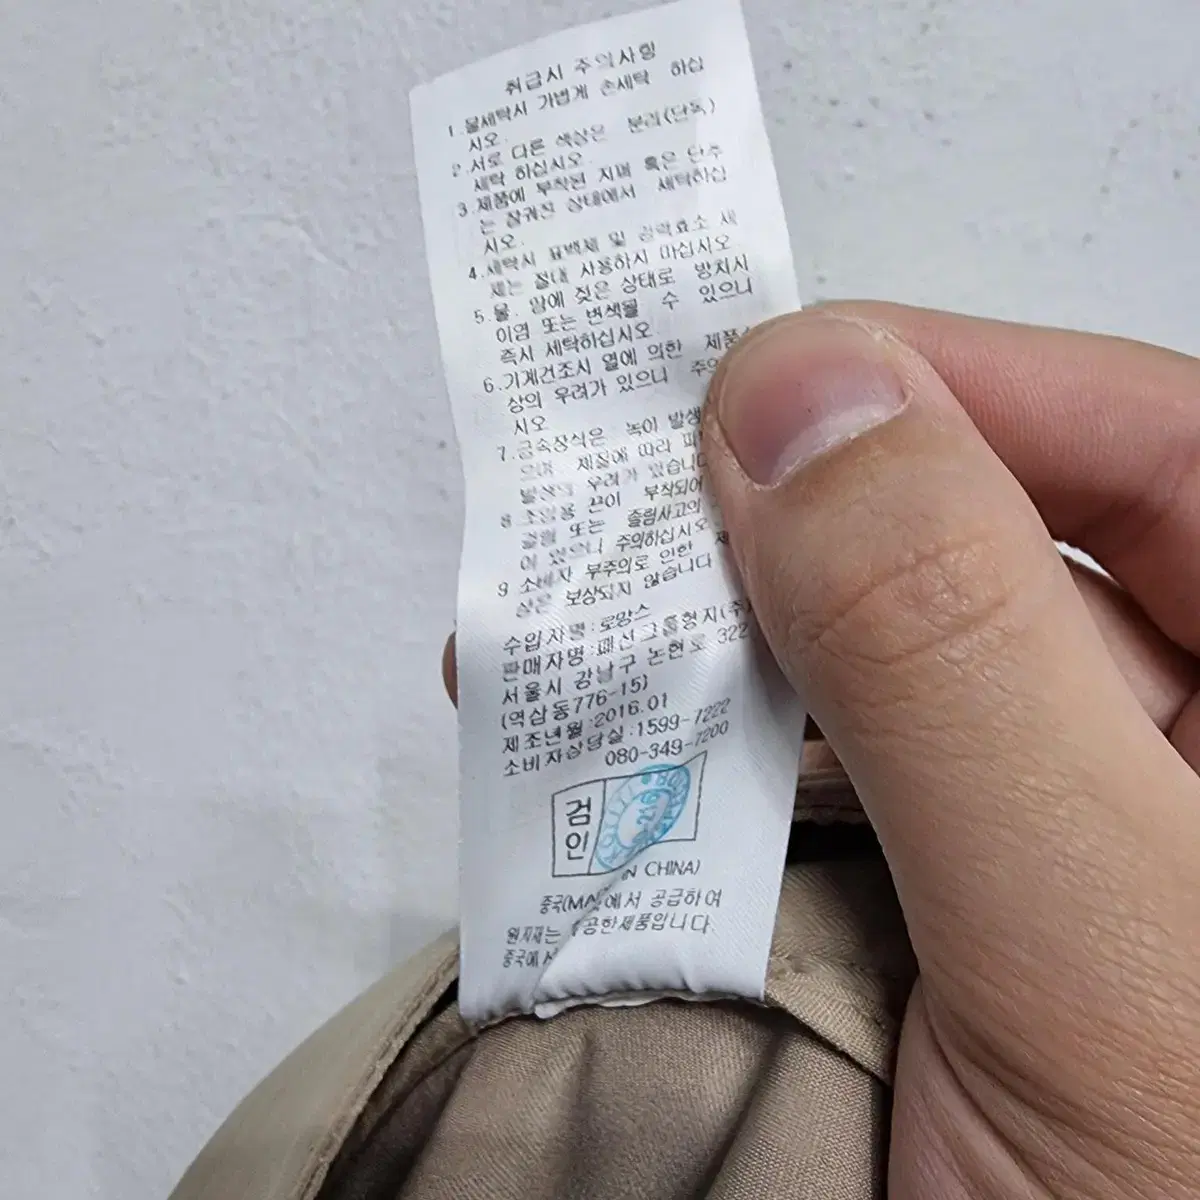 취급시 주의사항
1.물세탁시 가볍게 손세탁 하십
시오.
2.서로 다른 색상은 분리(단독)
세탁 하십시오.
3.제품에 부착된 지퍼 혹은 단추
는 잠궈진 상태에서 세탁하십
시오.
4.세탁시 표백제 및 강력효소 세
제는 절대 사용하지 마십시오
5.물, 땀에 젖은 상태로 방치시
이염 또는 변색될 수 있으니
즉시 세탁하십시오.
6.기계건조시 열에 의한 제품
상의 우려가 있으니 주의
시오
7.금속장식은 녹이 발생
으며 재질에 따라 피
발생의 우려가 있습니다
8 조임용 끈이 부착되어
걸림 또는 졸림사고의
이 있으니 주의하십시오
9 소비자 부주의로 인한 제
상은 보상되지 않습니다
수입자명:로망스
판매자명:패션그룹형지(주)
서울시 강남구 논현로 322
(역삼동776-15)
제조년월:2016.01
소비자상담실:1599-7222
080-349-7200
검
인
IN CHINA)
중국(MA 에서 공급하여
원자재는 공한제품입니다.
중국에서